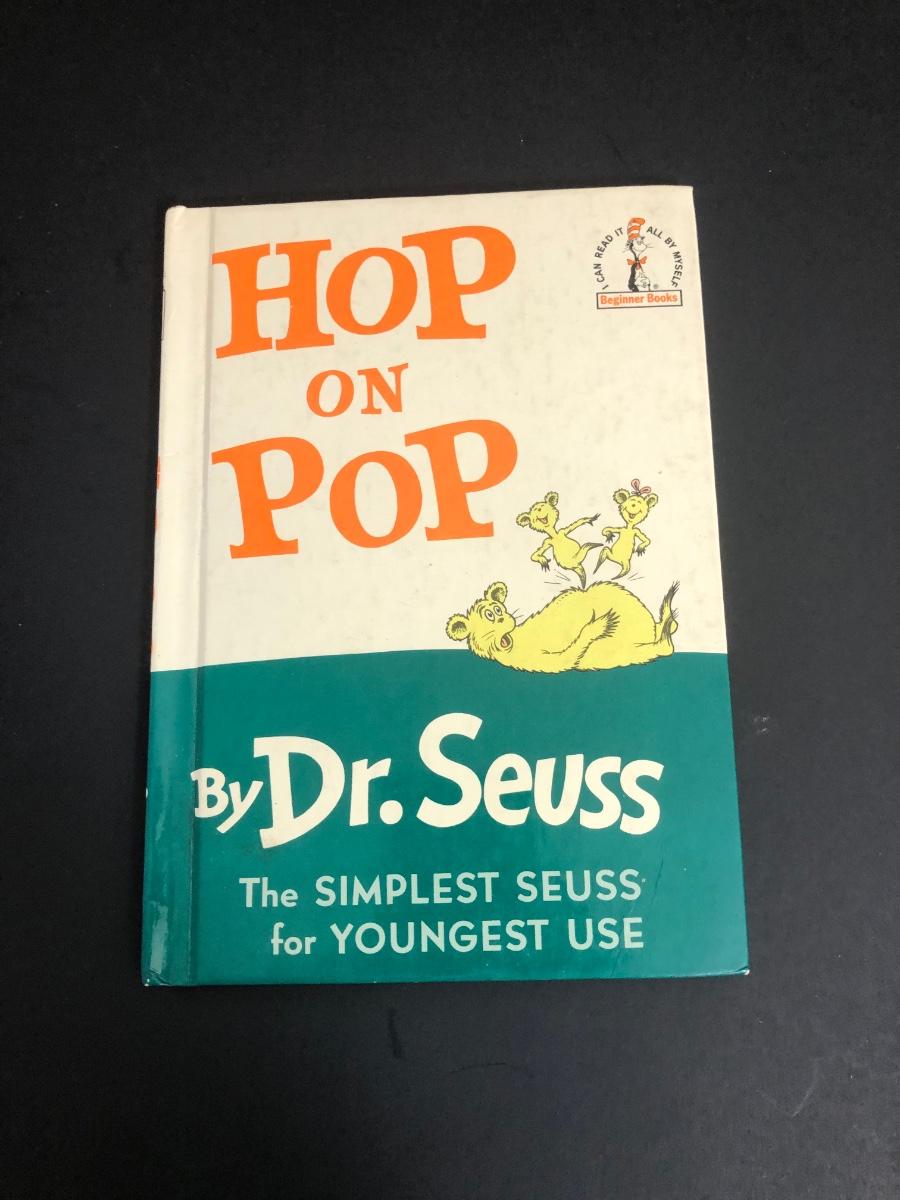 HOP
ON
POP
I CAN READ IT ALL BY MYSELF
Beginner Books
By Dr. Seuss
The SIMPLEST SEUSS
for YOUNGEST USE